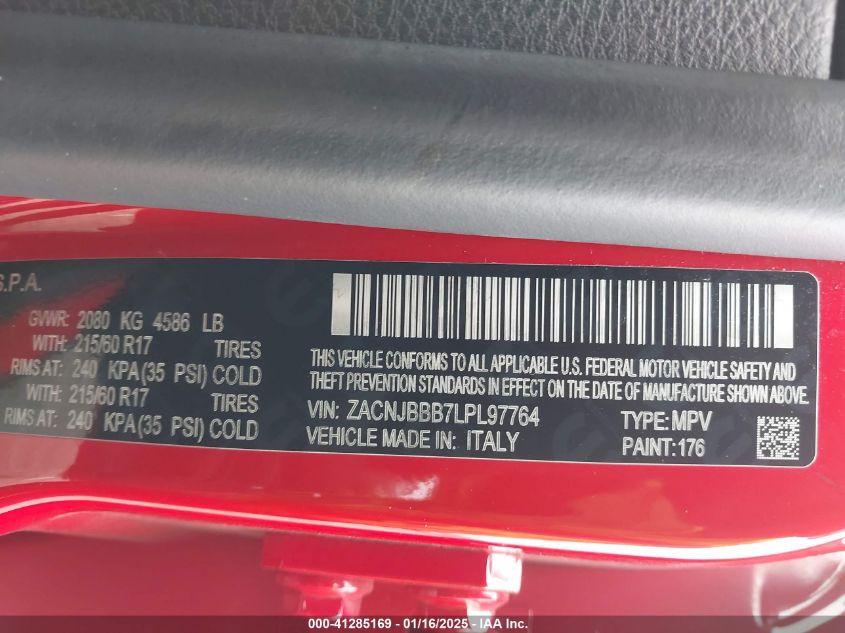 S.P.A.
GVWR: 2080 KG 4586 LB
WITH: 215/60 R17 TIRES
RIMS AT: 240 KPA(35 PSI) COLD
WITH: 215/60 R17 TIRES
RIMS AT: 240 KPA(35 PSI) COLD
THIS VEHICLE CONFORMS TO ALL APPLICABLE U.S. FEDERAL MOTOR VEHICLE SAFETY AND
THEFT PREVENTION STANDARDS IN EFFECT ON THE DATE OF MANUFACTURE SHOWN ABOVE.
VIN: ZACNJBBB7LPL97764 TYPE: MPV
VEHICLE MADE IN: ITALY PAINT: 176
000-41285169 - 01/16/2025 - IAA Inc.